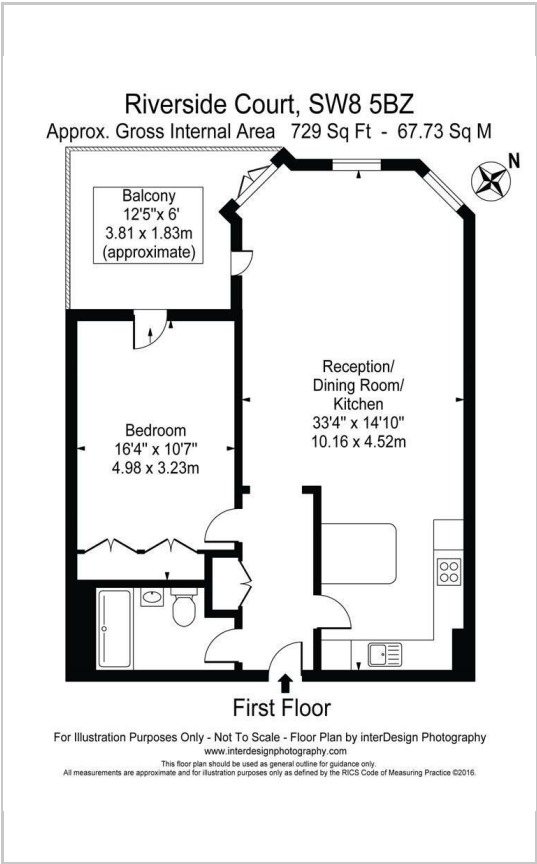 Riverside Court, SW8 5BZ
Approx. Gross Internal Area 729 Sq Ft - 67.73 Sq M
N
Balcony
12'5"x 6'
3.81 x 1.83m
(approximate)
Reception/
Dining Room/
Kitchen
33'4" x 14'10"
10.16 x 4.52m
Bedroom
16'4" x 10'7"
4.98 x 3.23m
First Floor
For Illustration Purposes Only - Not To Scale - Floor Plan by interDesign Photography
www.interdesignphotography.com
This floor plan should be used as general outline for guidance only.
All measurements are approximate and for illustration purposes only as defined by the RICS Code of Measuring Practice ©2016.